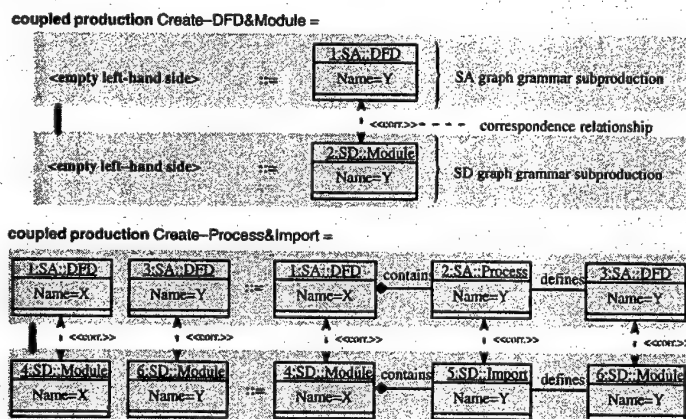 coupled production Create–DFD&Module =
1:SA::DFD
<empty left–hand side> ::= Name=Y SA graph grammar subproduction
<<corr.>> correspondence relationship
2:SD::Module
<empty left–hand side> ::= Name=Y SD graph grammar subproduction
coupled production Create–Process&Import =
1:SA::DFD 3:SA::DFD ::= 1:SA::DFD contains 2:SA::Process defines 3:SA::DFD
Name=X Name=Y Name=X Name=Y Name=Y
<<corr.>> <<corr.>> <<corr.>> <<corr.>> <<corr.>>
4:SD::Module 6:SD::Module ::= 4:SD::Module contains 5:SD::Import defines 6:SD::Module
Name=X Name=Y Name=X Name=Y Name=Y